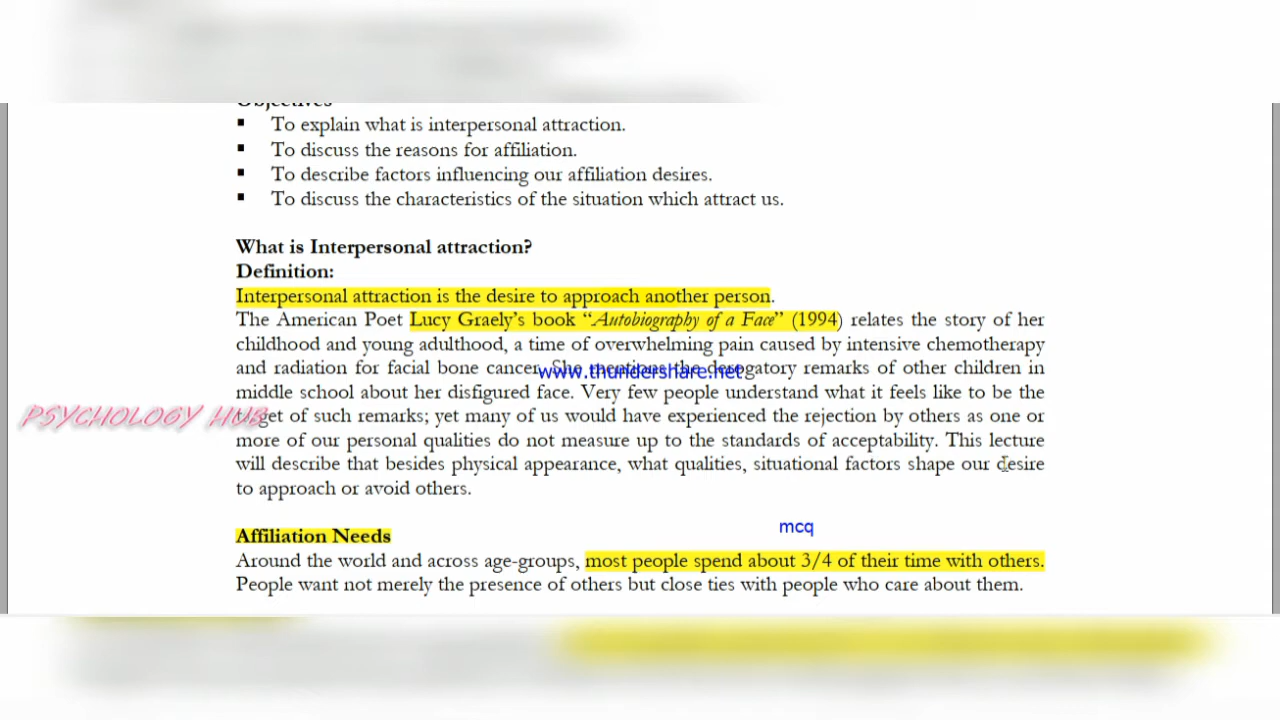 Objectives
▪ To explain what is interpersonal attraction.
▪ To discuss the reasons for affiliation.
▪ To describe factors influencing our affiliation desires.
▪ To discuss the characteristics of the situation which attract us.
What is Interpersonal attraction?
Definition:
Interpersonal attraction is the desire to approach another person.
The American Poet Lucy Graely's book “Autobiography of a Face” (1994) relates the story of her
childhood and young adulthood, a time of overwhelming pain caused by intensive chemotherapy
and radiation for facial bone cancer. She mentions the derogatory remarks of other children in
www.thundershare.net
middle school about her disfigured face. Very few people understand what it feels like to be the
PSYCHOLOGY HUB
target of such remarks; yet many of us would have experienced the rejection by others as one or
more of our personal qualities do not measure up to the standards of acceptability. This lecture
will describe that besides physical appearance, what qualities, situational factors shape our desire
to approach or avoid others.
mcq
Affiliation Needs
Around the world and across age-groups, most people spend about 3/4 of their time with others.
People want not merely the presence of others but close ties with people who care about them.